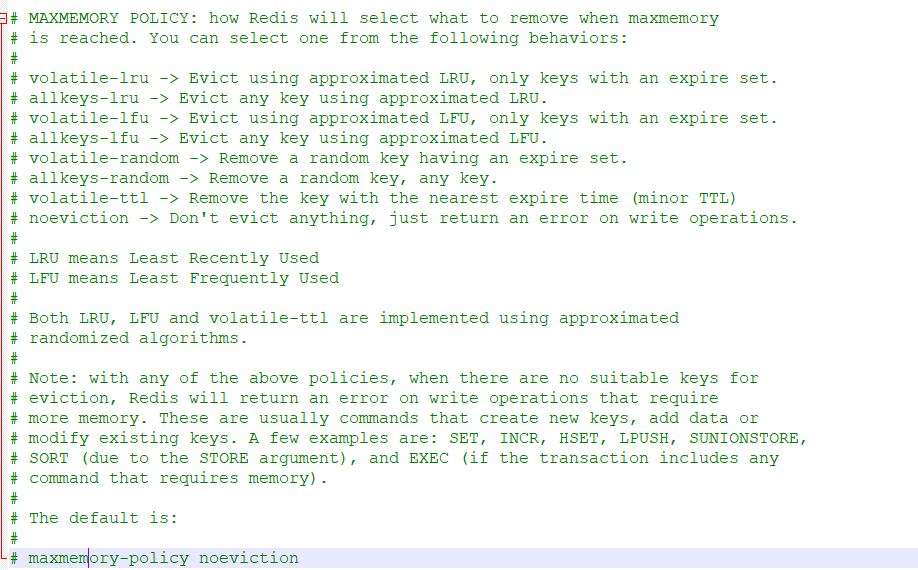 # MAXMEMORY POLICY: how Redis will select what to remove when maxmemory
# is reached. You can select one from the following behaviors:
#
# volatile-lru -> Evict using approximated LRU, only keys with an expire set.
# allkeys-lru -> Evict any key using approximated LRU.
# volatile-lfu -> Evict using approximated LFU, only keys with an expire set.
# allkeys-lfu -> Evict any key using approximated LFU.
# volatile-random -> Remove a random key having an expire set.
# allkeys-random -> Remove a random key, any key.
# volatile-ttl -> Remove the key with the nearest expire time (minor TTL)
# noeviction -> Don't evict anything, just return an error on write operations.
#
# LRU means Least Recently Used
# LFU means Least Frequently Used
#
# Both LRU, LFU and volatile-ttl are implemented using approximated
# randomized algorithms.
#
# Note: with any of the above policies, when there are no suitable keys for
# eviction, Redis will return an error on write operations that require
# more memory. These are usually commands that create new keys, add data or
# modify existing keys. A few examples are: SET, INCR, HSET, LPUSH, SUNIONSTORE,
# SORT (due to the STORE argument), and EXEC (if the transaction includes any
# command that requires memory).
#
# The default is:
#
# maxmemory-policy noeviction